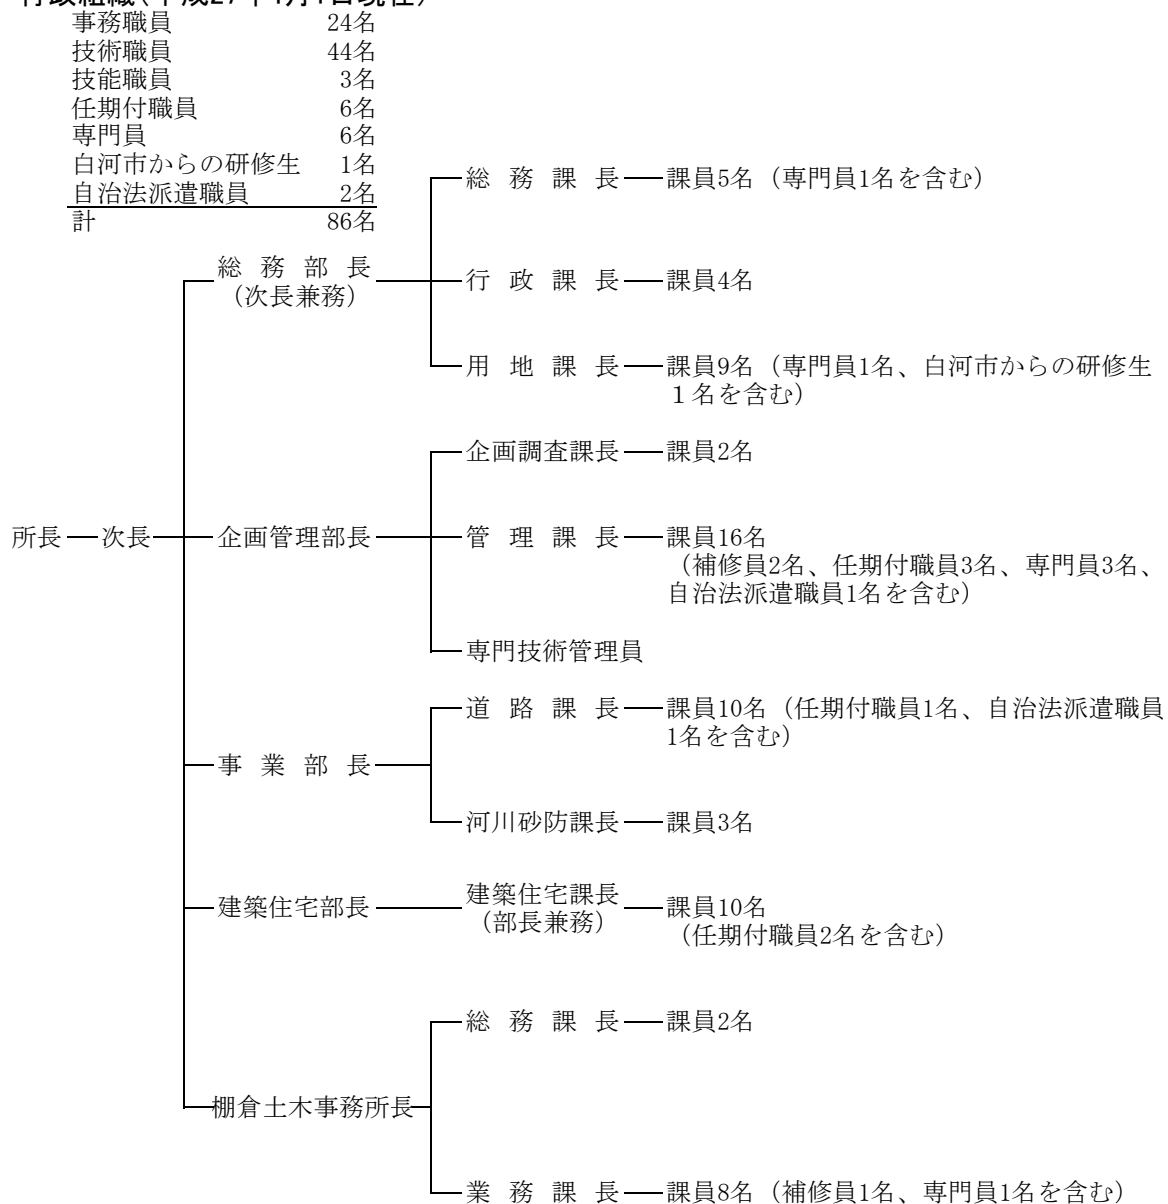 行政組織(平成27年4月1日現在)
事務職員 24名
技術職員 44名
技能職員 3名
任期付職員 6名
専門員 6名
白河市からの研修生 1名
自治法派遣職員 2名
計 86名
総務課長 課員5名（専門員1名を含む）
総務部長
（次長兼務）
行政課長 課員4名
用地課長 課員9名（専門員1名、白河市からの研修生
１名を含む）
企画調査課長 課員2名
所長 次長 企画管理部長 管理課長 課員16名
（補修員2名、任期付職員3名、専門員3名、
自治法派遣職員1名を含む）
専門技術管理員
道路課長 課員10名（任期付職員1名、自治法派遣職員
1名を含む）
事業部長
河川砂防課長 課員3名
建築住宅部長 建築住宅課長
（部長兼務）
課員10名
（任期付職員2名を含む）
総務課長 課員2名
棚倉土木事務所長
業務課長 課員8名（補修員1名、専門員1名を含む）